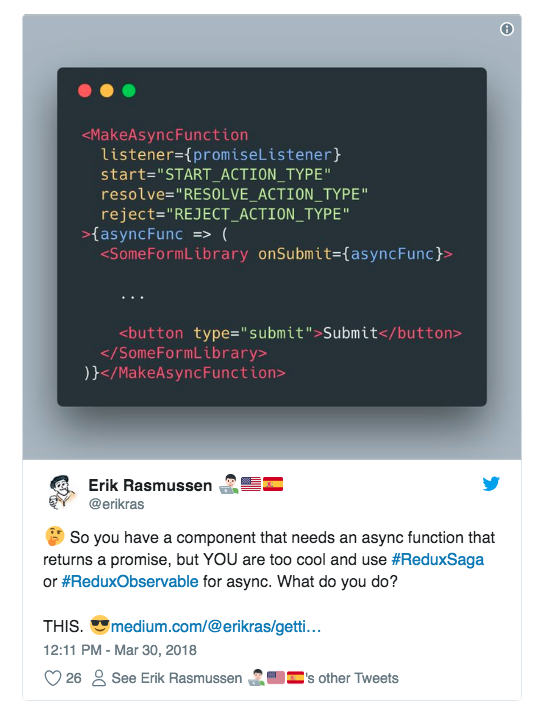 <MakeAsyncFunction
listener={promiseListener}
start="START_ACTION_TYPE"
resolve="RESOLVE_ACTION_TYPE"
reject="REJECT_ACTION_TYPE"
>{asyncFunc => (
<SomeFormLibrary onSubmit={asyncFunc}>
...
<button type="submit">Submit</button>
</SomeFormLibrary>
)}</MakeAsyncFunction>
Erik Rasmussen 👨🏻‍💻🇺🇸🇪🇸
@erikras
🤔 So you have a component that needs an async function that
returns a promise, but YOU are too cool and use #ReduxSaga
or #ReduxObservable for async. What do you do?
THIS. 😎medium.com/@erikras/getti…
12:11 PM - Mar 30, 2018
26 See Erik Rasmussen 👨🏻‍💻🇺🇸🇪🇸's other Tweets